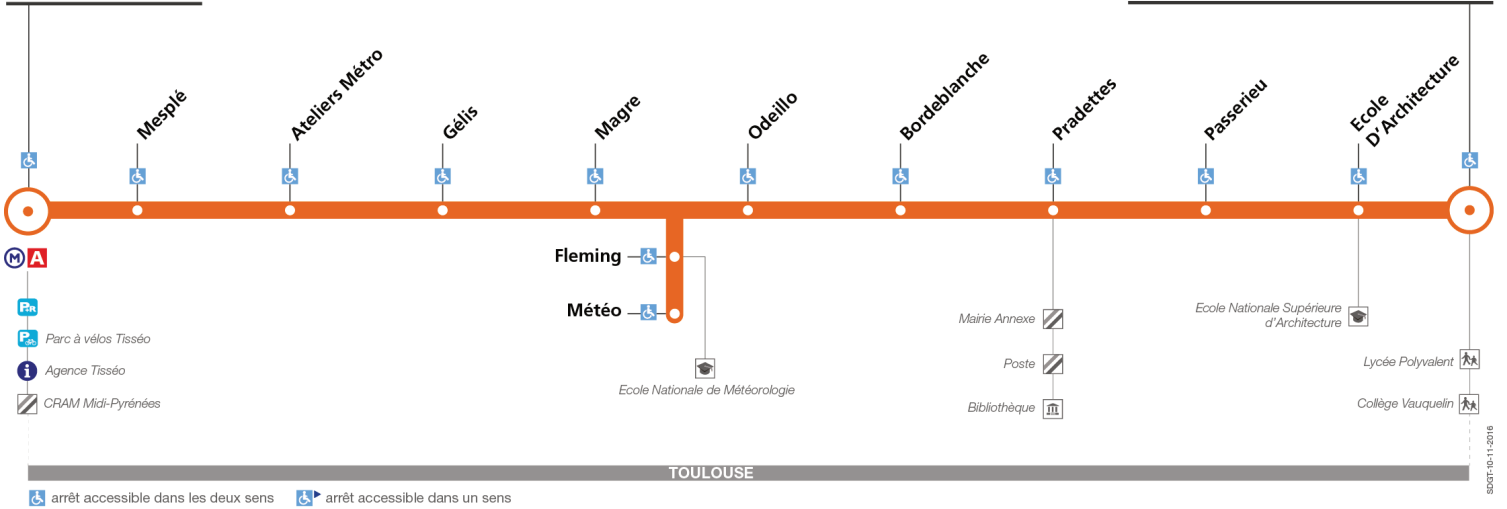 Mesplé
Ateliers Métro
Gélis
Magre
Odeillo
Bordeblanche
Pradettes
Passerieu
Ecole
D'Architecture
M A
Fleming
Météo
P+R
P
Parc à vélos Tisséo
i
Agence Tisséo
CRAM Midi-Pyrénées
Ecole Nationale de Météorologie
Mairie Annexe
Poste
Bibliothèque
Ecole Nationale Supérieure
d'Architecture
Lycée Polyvalent
Collège Vauquelin
TOULOUSE
arrêt accessible dans les deux sens
arrêt accessible dans un sens
SDGT-10-11-2016